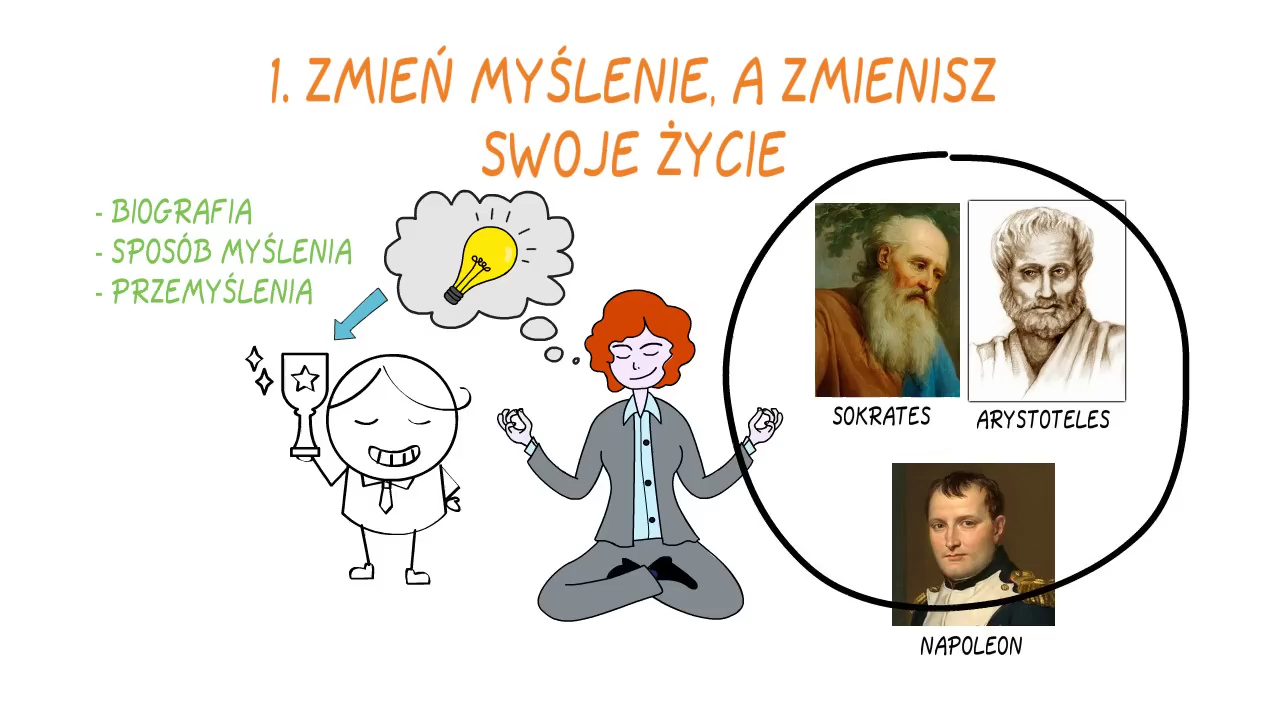 1. ZMIEŃ MYŚLENIE, A ZMIENISZ
SWOJE ŻYCIE
- BIOGRAFIA
- SPOSÓB MYŚLENIA
- PRZEMYŚLENIA
SOKRATES
ARYSTOTELES
NAPOLEON